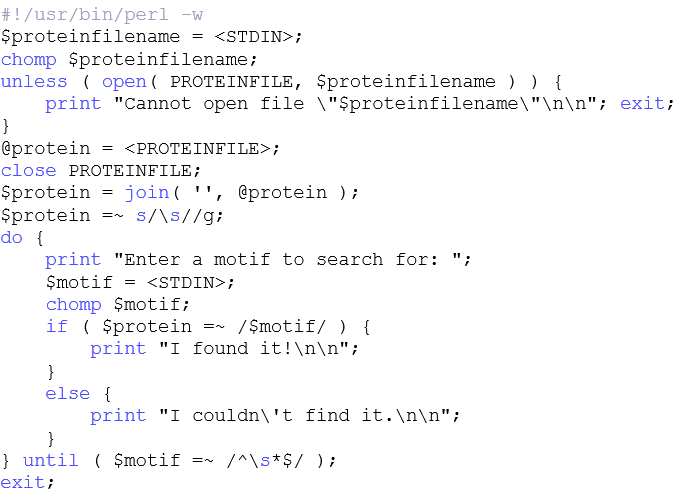 #!/usr/bin/perl -w
$proteinfilename = <STDIN>;
chomp $proteinfilename;
unless ( open( PROTEINFILE, $proteinfilename ) ) {
    print "Cannot open file \"$proteinfilename\"\n\n"; exit;
}
@protein = <PROTEINFILE>;
close PROTEINFILE;
$protein = join( '', @protein );
$protein =~ s/\s//g;
do {
    print "Enter a motif to search for: ";
    $motif = <STDIN>;
    chomp $motif;
    if ( $protein =~ /$motif/ ) {
        print "I found it!\n\n";
    }
    else {
        print "I couldn\'t find it.\n\n";
    }
} until ( $motif =~ /^\s*$/ );
exit;